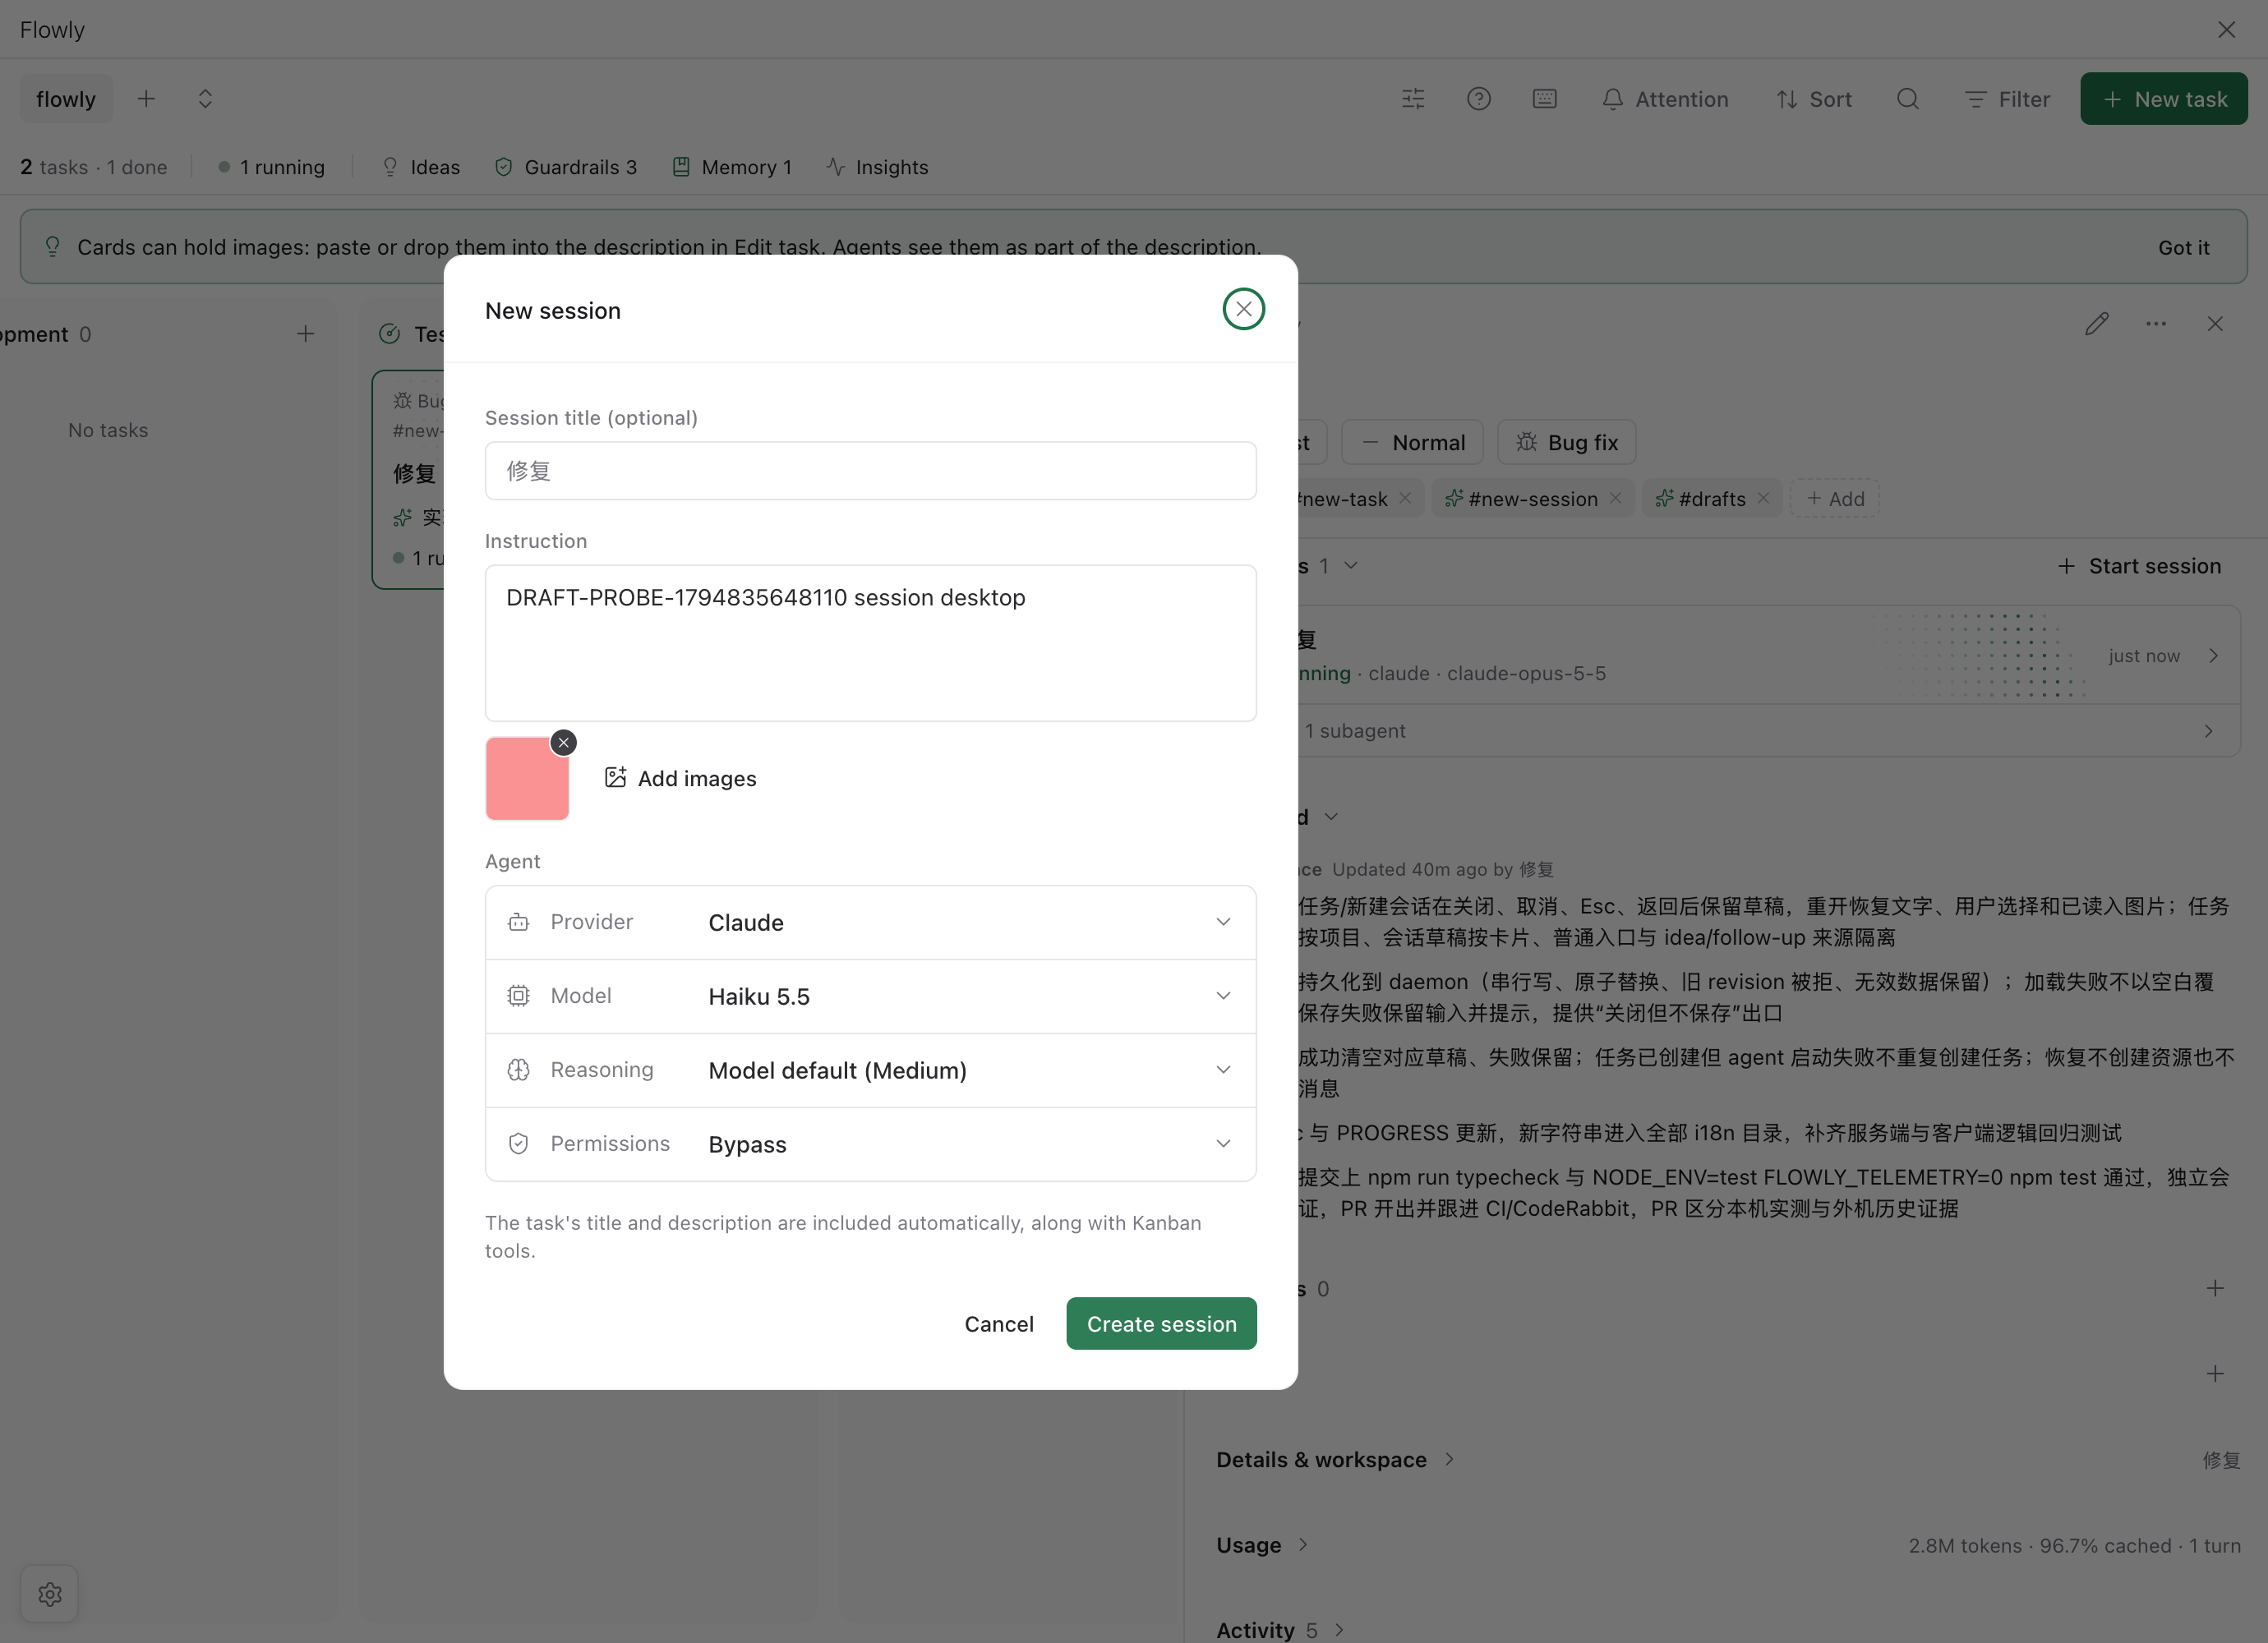 Flowly
flowly
Attention
Sort
Filter
New task
2 tasks · 1 done
1 running
Ideas
Guardrails 3
Memory 1
Insights
Cards can hold images: paste or drop them into the description in Edit task. Agents see them as part of the description.
Got it
opment 0
No tasks
Tes
Bug
#new-
修复
1 ru
New session
Session title (optional)
修复
Instruction
DRAFT-PROBE-1794835648110 session desktop
Add images
Agent
Provider Claude
Model Haiku 5.5
Reasoning Model default (Medium)
Permissions Bypass
The task's title and description are included automatically, along with Kanban
tools.
Cancel
Create session
Normal
Bug fix
#new-task
#new-session
#drafts
+ Add
1
Start session
复
nning · claude · claude-opus-5-5
just now
1 subagent
d
ce Updated 40m ago by 修复
任务/新建会话在关闭、取消、Esc、返回后保留草稿，重开恢复文字、用户选择和已读入图片；任务
按项目、会话草稿按卡片、普通入口与 idea/follow-up 来源隔离
持久化到 daemon（串行写、原子替换、旧 revision 被拒、无效数据保留）；加载失败不以空白覆
保存失败保留输入并提示，提供“关闭但不保存”出口
成功清空对应草稿、失败保留；任务已创建但 agent 启动失败不重复创建任务；恢复不创建资源也不
消息
与 PROGRESS 更新，新字符串进入全部 i18n 目录，补齐服务端与客户端逻辑回归测试
提交上 npm run typecheck 与 NODE_ENV=test FLOWLY_TELEMETRY=0 npm test 通过，独立会
证，PR 开出并跟进 CI/CodeRabbit，PR 区分本机实测与外机历史证据
s 0
Details & workspace
修复
Usage
2.8M tokens · 96.7% cached · 1 turn
Activity 5